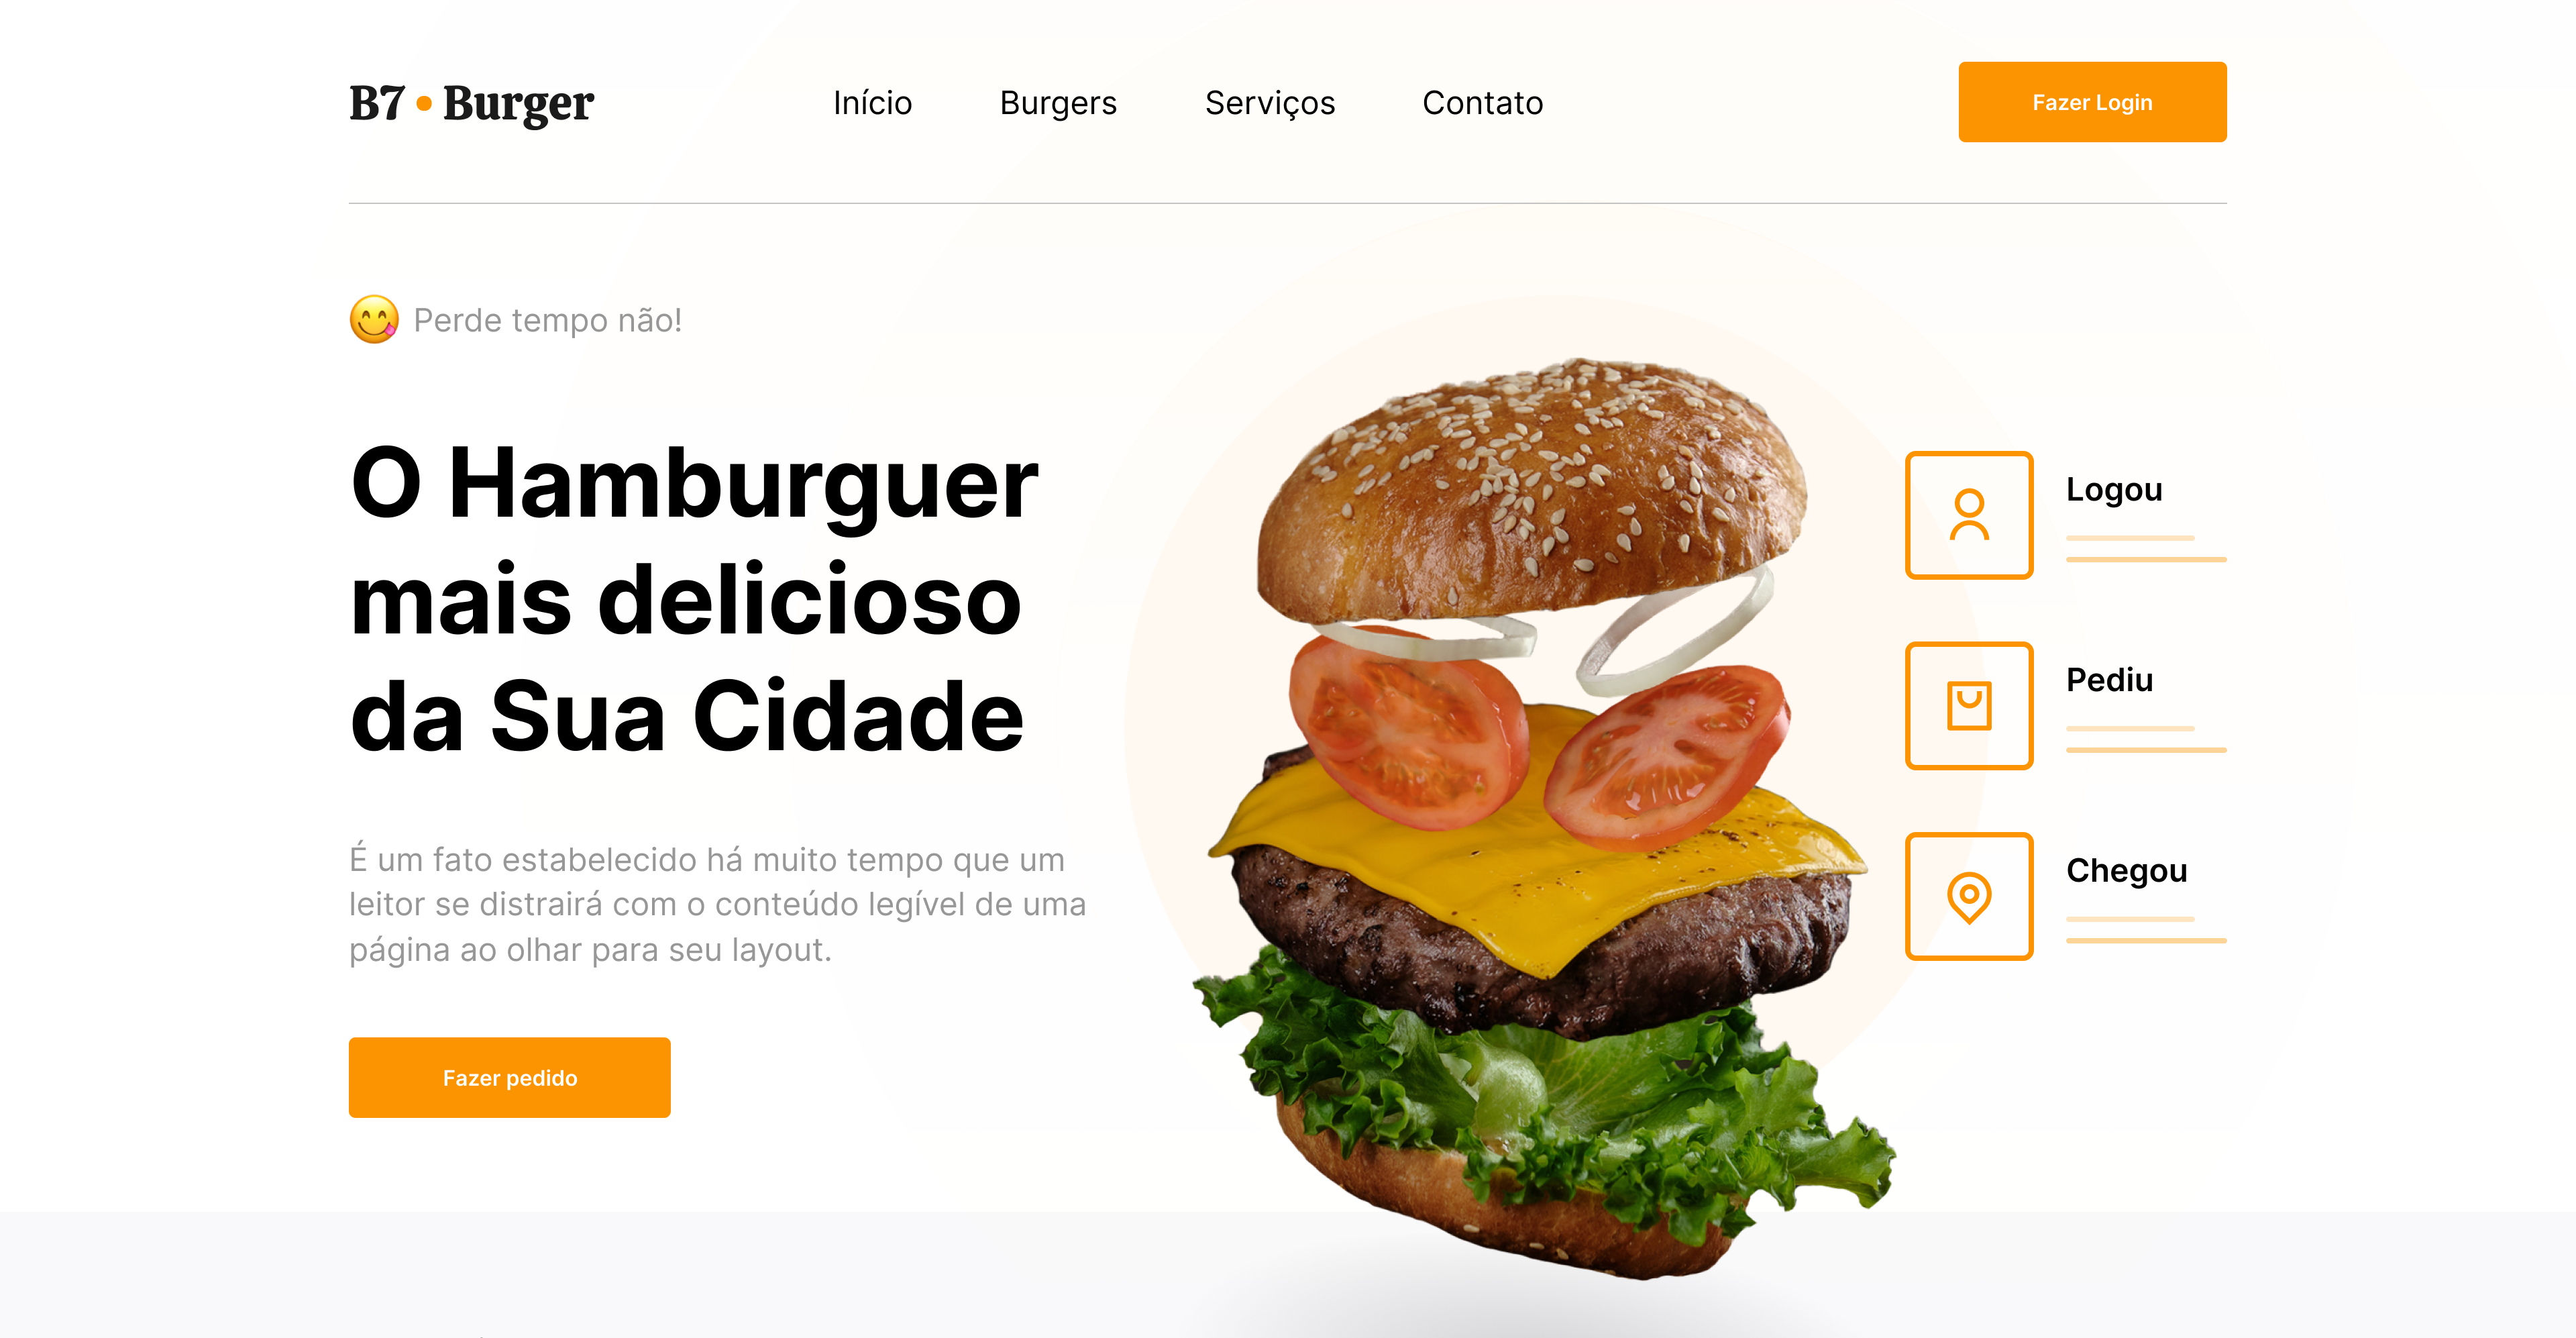 B7 • Burger
Início
Burgers
Serviços
Contato
Fazer Login
😋 Perde tempo não!
O Hamburguer
mais delicioso
da Sua Cidade
É um fato estabelecido há muito tempo que um
leitor se distrairá com o conteúdo legível de uma
página ao olhar para seu layout.
Fazer pedido
Logou
Pediu
Chegou